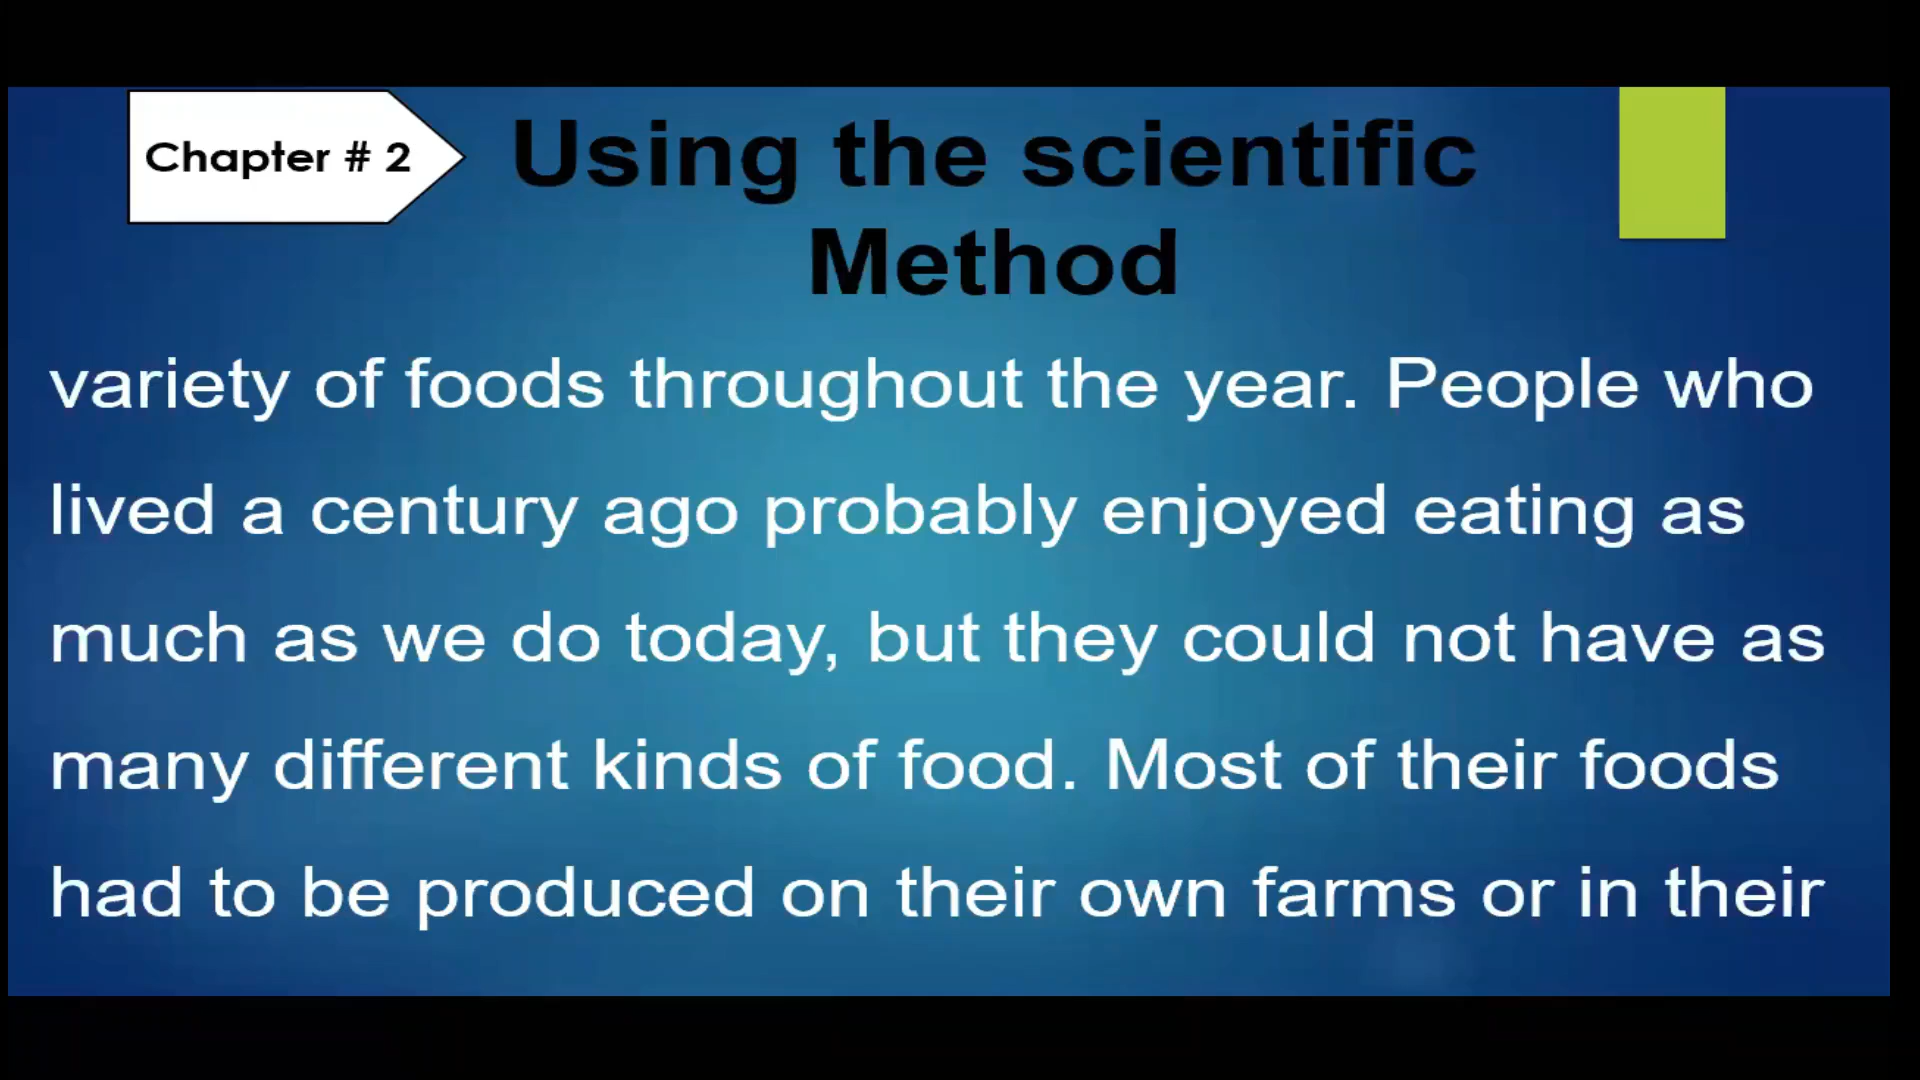 Chapter # 2
Using the scientific
Method
variety of foods throughout the year. People who
lived a century ago probably enjoyed eating as
much as we do today, but they could not have as
many different kinds of food. Most of their foods
had to be produced on their own farms or in their